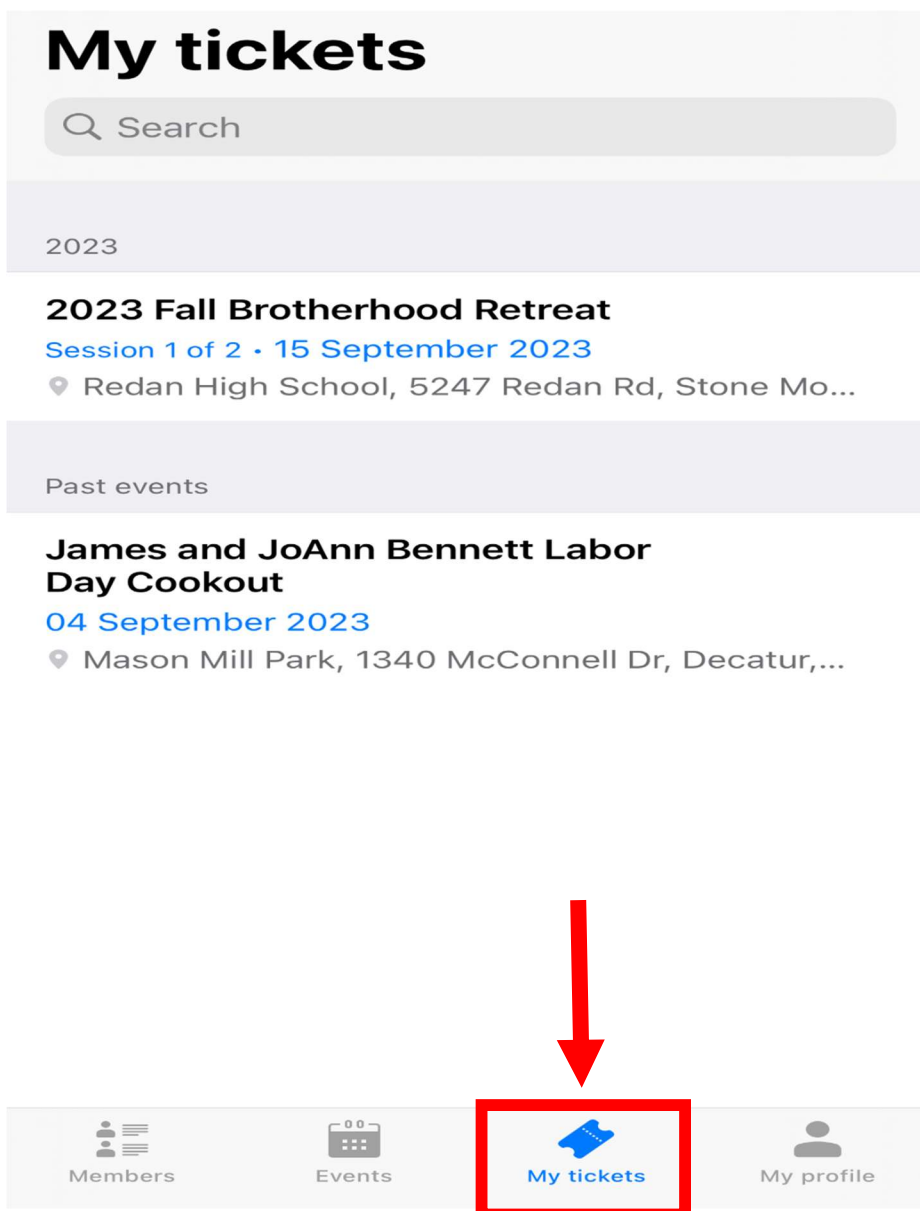 My tickets
Search
2023
2023 Fall Brotherhood Retreat
Session 1 of 2 • 15 September 2023
Redan High School, 5247 Redan Rd, Stone Mo...
Past events
James and JoAnn Bennett Labor
Day Cookout
04 September 2023
Mason Mill Park, 1340 McConnell Dr, Decatur,...
00
Members
Events
My tickets
My profile